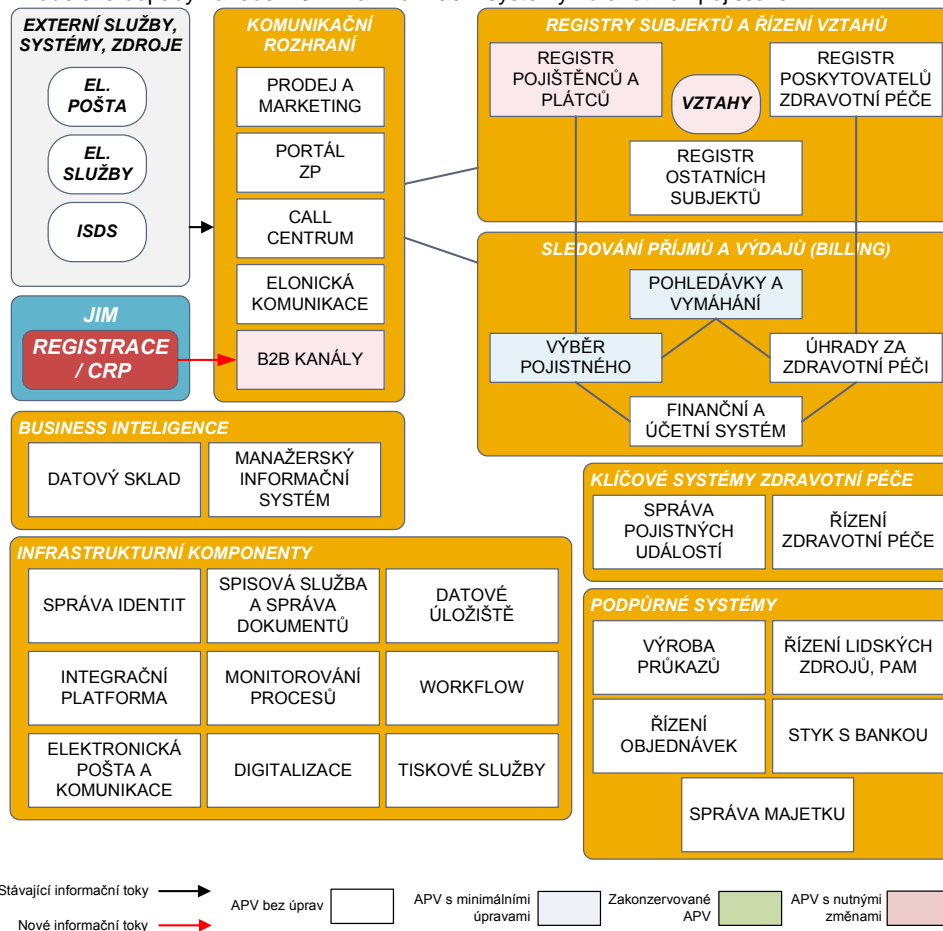 EXTERNÍ SLUŽBY,
SYSTÉMY, ZDROJE
EL.
POŠTA
EL.
SLUŽBY
ISDS
JIM
REGISTRACE
/ CRP
KOMUNIKAČNÍ
ROZHRANÍ
PRODEJ A
MARKETING
PORTÁL
ZP
CALL
CENTRUM
ELONICKÁ
KOMUNIKACE
B2B KANÁLY
REGISTRY SUBJEKTŮ A ŘÍZENÍ VZTAHŮ
REGISTR
POJIŠTĚNCŮ A
PLÁTCŮ
VZTAHY
REGISTR
POSKYTOVATELŮ
ZDRAVOTNÍ PÉČE
REGISTR
OSTATNÍCH
SUBJEKTŮ
SLEDOVÁNÍ PŘÍJMŮ A VÝDAJŮ (BILLING)
POHLEDÁVKY A
VYMÁHÁNÍ
VÝBĚR
POJISTNÉHO
ÚHRADY ZA
ZDRAVOTNÍ PÉČI
FINANČNÍ A
ÚČETNÍ SYSTÉM
BUSINESS INTELIGENCE
DATOVÝ SKLAD
MANAŽERSKÝ
INFORMAČNÍ
SYSTÉM
KLÍČOVÉ SYSTÉMY ZDRAVOTNÍ PÉČE
SPRÁVA
POJISTNÝCH
UDÁLOSTÍ
ŘÍZENÍ
ZDRAVOTNÍ PÉČE
INFRASTRUKTURNÍ KOMPONENTY
SPRÁVA IDENTIT
SPISOVÁ SLUŽBA
A SPRÁVA
DOKUMENTŮ
DATOVÉ
ÚLOŽIŠTĚ
INTEGRAČNÍ
PLATFORMA
MONITOROVÁNÍ
PROCESŮ
WORKFLOW
ELEKTRONICKÁ
POŠTA A
KOMUNIKACE
DIGITALIZACE
TISKOVÉ SLUŽBY
PODPŮRNÉ SYSTÉMY
VÝROBA
PRŮKAZŮ
ŘÍZENÍ LIDSKÝCH
ZDROJŮ, PAM
ŘÍZENÍ
OBJEDNÁVEK
STYK S BANKOU
SPRÁVA MAJETKU
Stávající informační toky
Nové informační toky
APV bez úprav
APV s minimálními
úpravami
Zakonzervované
APV
APV s nutnými
změnami